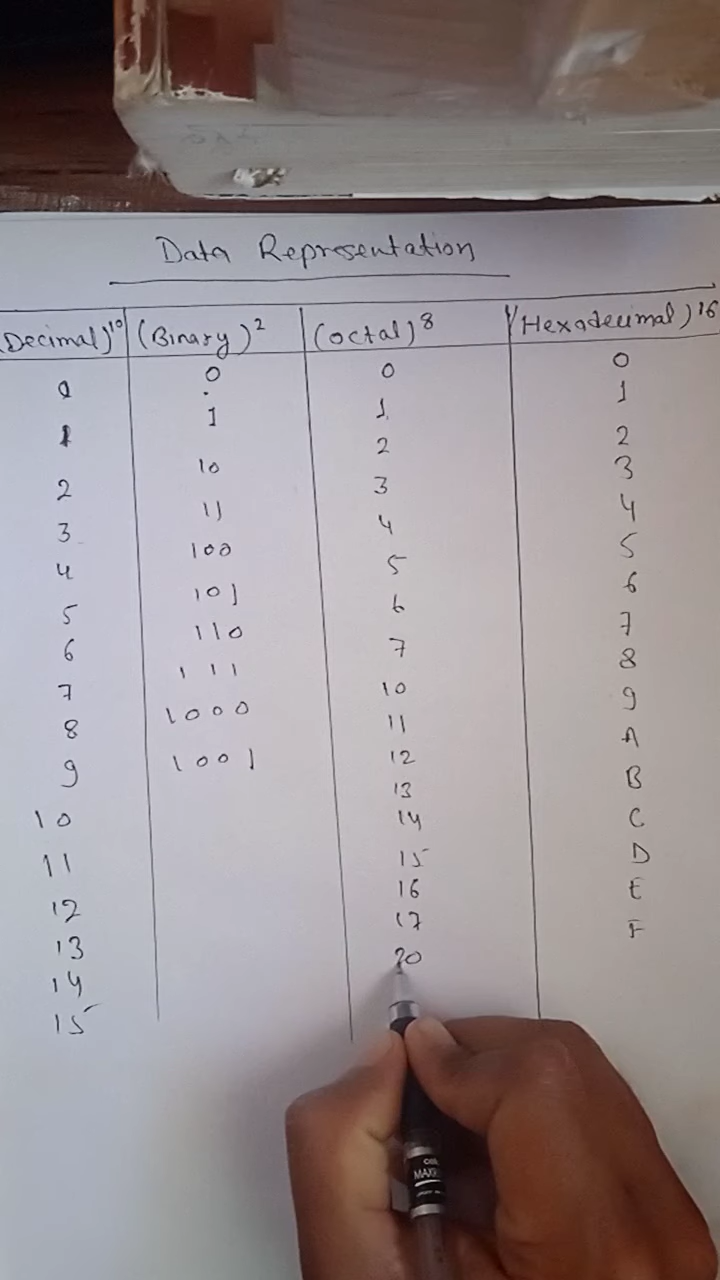 Data Representation
(Decimal)10 (Binary)2 (Octal)8 (Hexadecimal)16
0 0 0 0
1 1 1 1
2 10 2 2
3 11 3 3
4 100 4 4
5 101 5 5
6 110 6 6
7 111 7 7
8 1000 10 8
9 1001 11 9
10 12 A
11 13 B
12 14 C
13 15 D
14 16 E
15 17 F
20